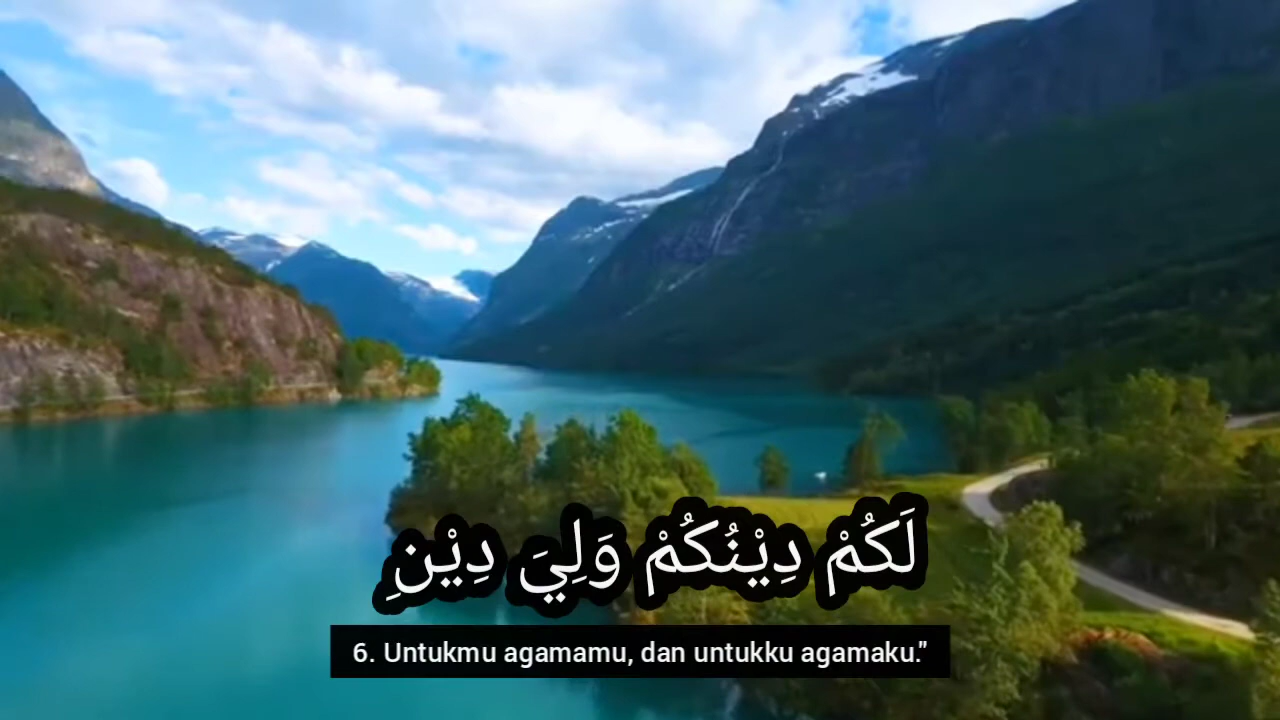 لَكُمْ دِيْنُكُمْ وَلِيَ دِيْنِ
6. Untukmu agamamu, dan untukku agamaku.”